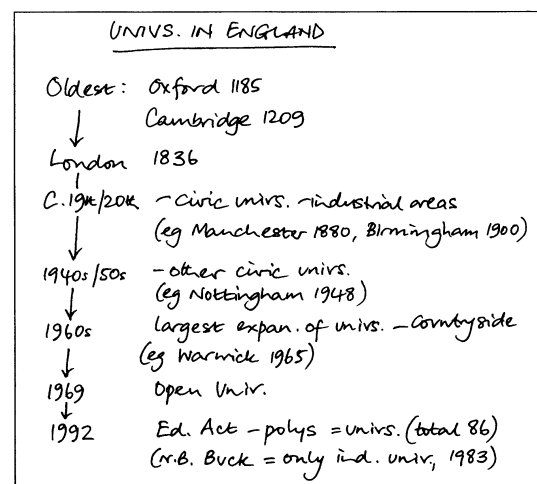 UNIVS. IN ENGLAND
Oldest: Oxford 1185
Cambridge 1209
London 1836
C.19th/20th - Civic univs. - industrial areas
(eg Manchester 1880, Birmingham 1900)
1940s/50s - other civic univs.
(eg Nottingham 1948)
1960s largest expan. of univs. - Countryside
(eg Warwick 1965)
1969 Open Univ.
1992 Ed. Act - polys = univs. (total 86)
(N.B. Buck = only ind. univ., 1983)